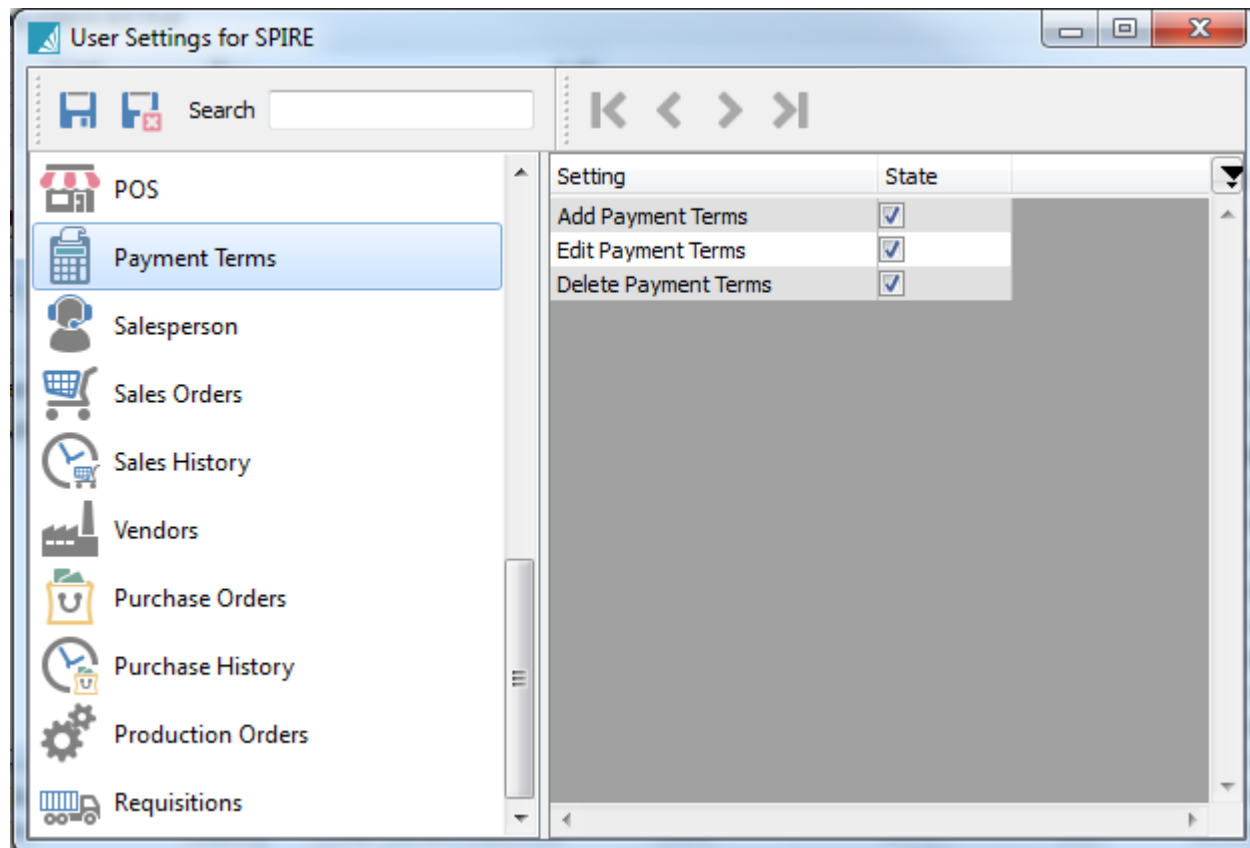 User Settings for SPIRE
Search
POS
Payment Terms
Salesperson
Sales Orders
Sales History
Vendors
Purchase Orders
Purchase History
Production Orders
Requisitions
Setting State
Add Payment Terms
Edit Payment Terms
Delete Payment Terms